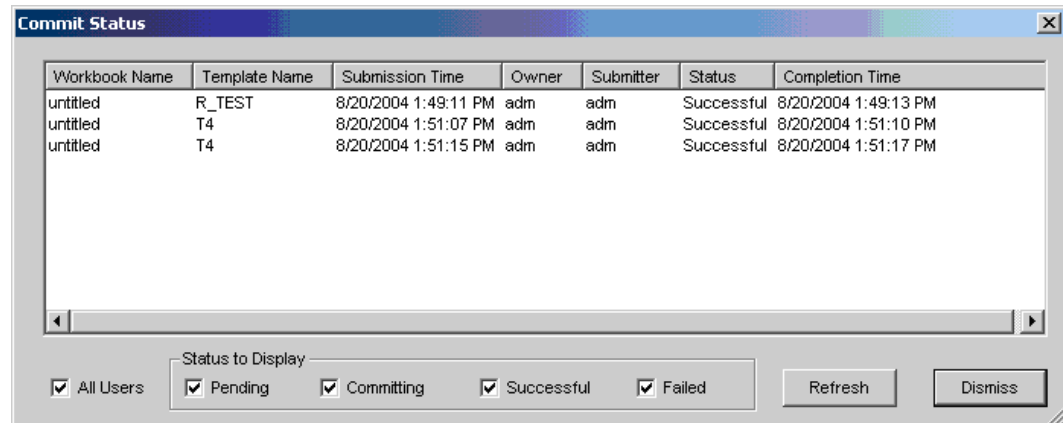 Commit Status
Workbook Name Template Name Submission Time Owner Submitter Status Completion Time
untitled R_TEST 8/20/2004 1:49:11 PM adm adm Successful 8/20/2004 1:49:13 PM
untitled T4 8/20/2004 1:51:07 PM adm adm Successful 8/20/2004 1:51:10 PM
untitled T4 8/20/2004 1:51:15 PM adm adm Successful 8/20/2004 1:51:17 PM
Status to Display
All Users Pending Committing Successful Failed Refresh Dismiss